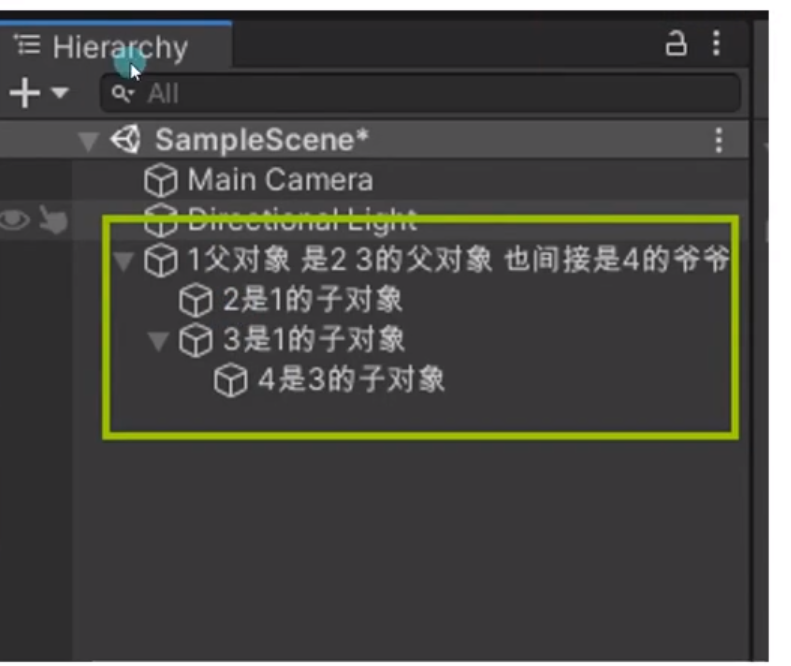 Hierarchy
All
SampleScene*
Main Camera
Directional Light
1父对象 是2 3的父对象 也间接是4的爷爷
2是1的子对象
3是1的子对象
4是3的子对象